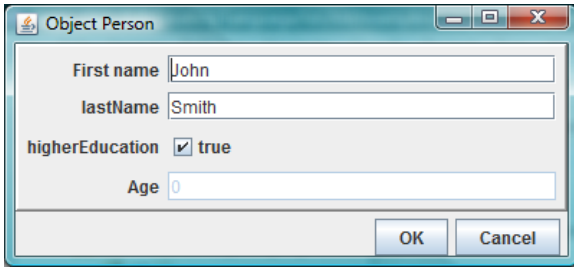 Object Person
First name John
lastName Smith
higherEducation true
Age 0
OK Cancel